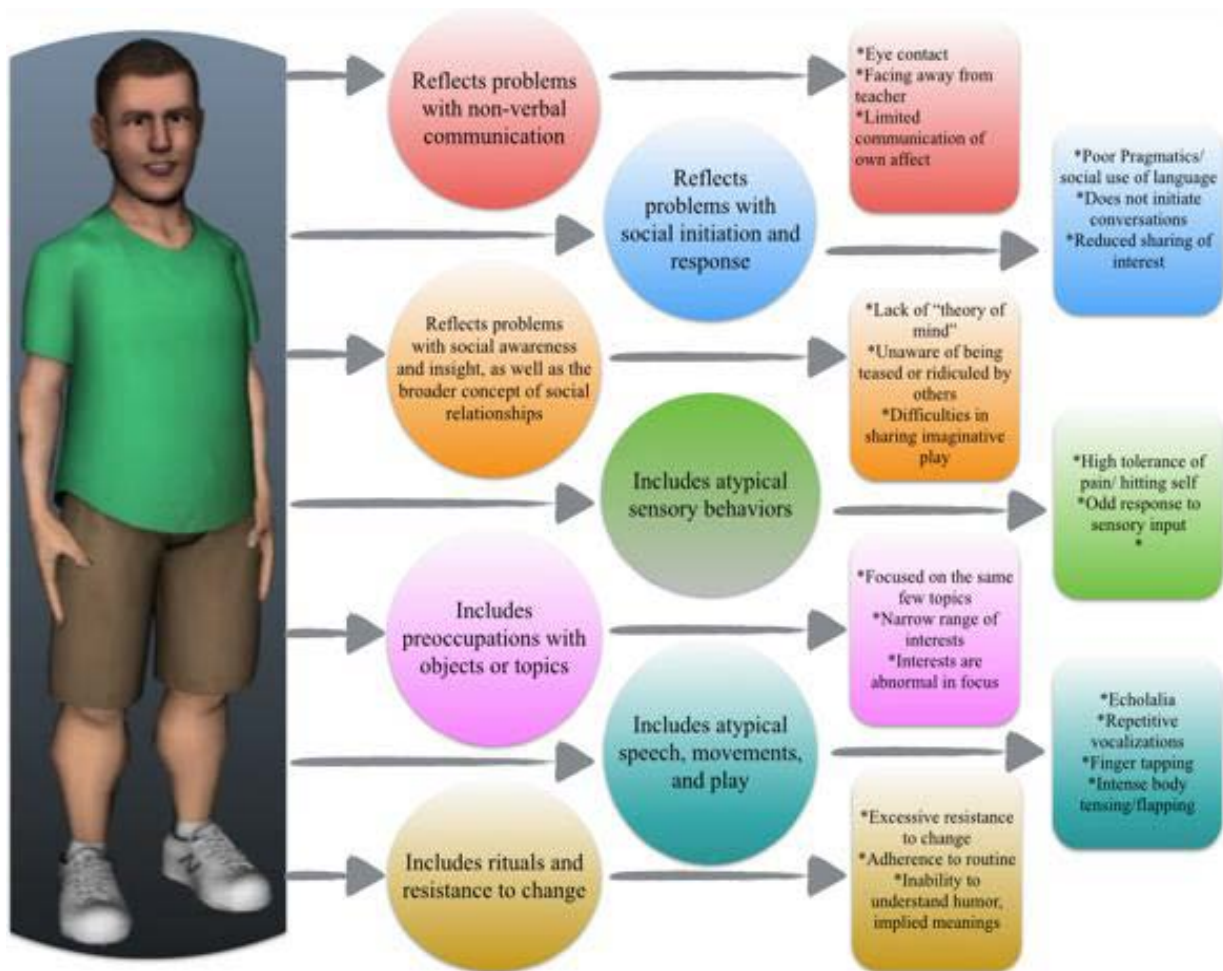 Reflects problems
with non-verbal
communication
*Eye contact
*Facing away from
teacher
*Limited
communication of
own affect
Reflects
problems with
social initiation and
response
*Poor Pragmatics/
social use of language
*Does not initiate
conversations
*Reduced sharing of
interest
Reflects problems
with social awareness
and insight, as well as the
broader concept of social
relationships
*Lack of “theory of
mind”
*Unaware of being
teased or ridiculed by
others
*Difficulties in
sharing imaginative
play
Includes atypical
sensory behaviors
*High tolerance of
pain/ hitting self
*Odd response to
sensory input
*
Includes
preoccupations with
objects or topics
*Focused on the same
few topics
*Narrow range of
interests
*Interests are
abnormal in focus
Includes atypical
speech, movements,
and play
*Echolalia
*Repetitive
vocalizations
*Finger tapping
*Intense body
tensing/flapping
Includes rituals and
resistance to change
*Excessive resistance
to change
*Adherence to routine
*Inability to
understand humor,
implied meanings